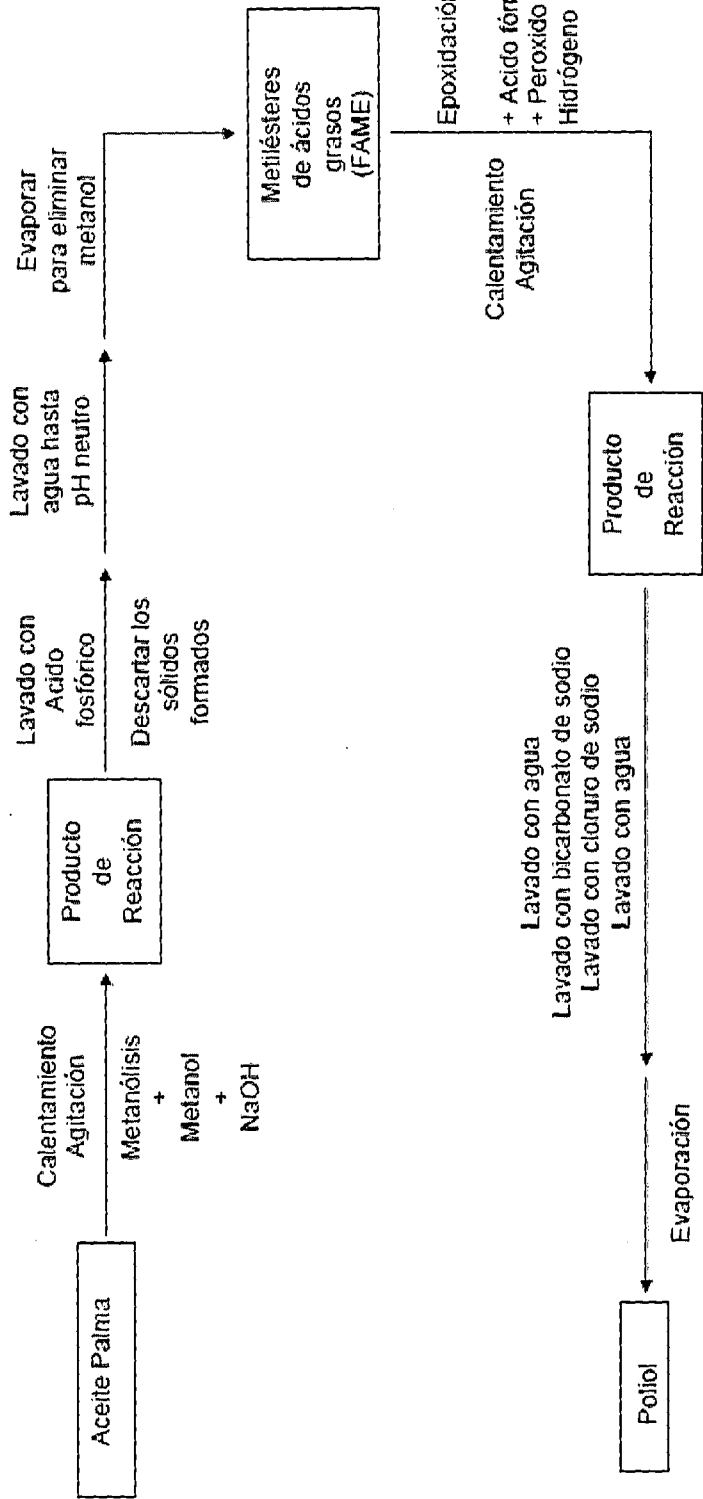 Aceite Palma
Calentamiento
Agitación
Metanólisis
+
Metanol
+
NaOH
Producto
de
Reacción
Lavado con
Acido
fosfórico
Descartar los
sólidos
formados
Lavado con
agua hasta
pH neutro
Evaporar
para eliminar
metanol
Metilésteres
de ácidos
grasos
(FAME)
Epoxidación
+ Acido fórm
+ Peroxido
Hidrógeno
Calentamiento
Agitación
Producto
de
Reacción
Lavado con agua
Lavado con bicarbonato de sodio
Lavado con cloruro de sodio
Lavado con agua
Evaporación
Poliol